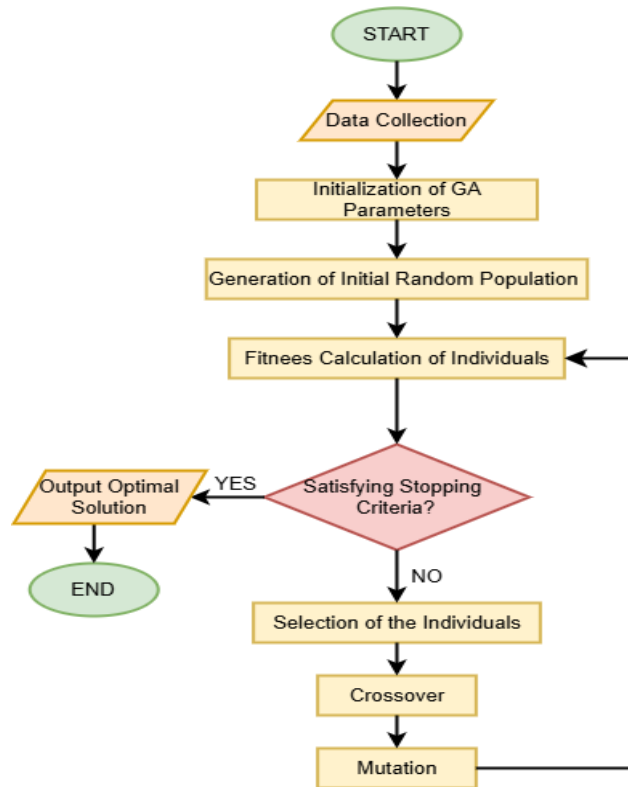 START
Data Collection
Initialization of GA
Parameters
Generation of Initial Random Population
Fitnees Calculation of Individuals
Satisfying Stopping
Criteria?
YES
Output Optimal
Solution
END
NO
Selection of the Individuals
Crossover
Mutation